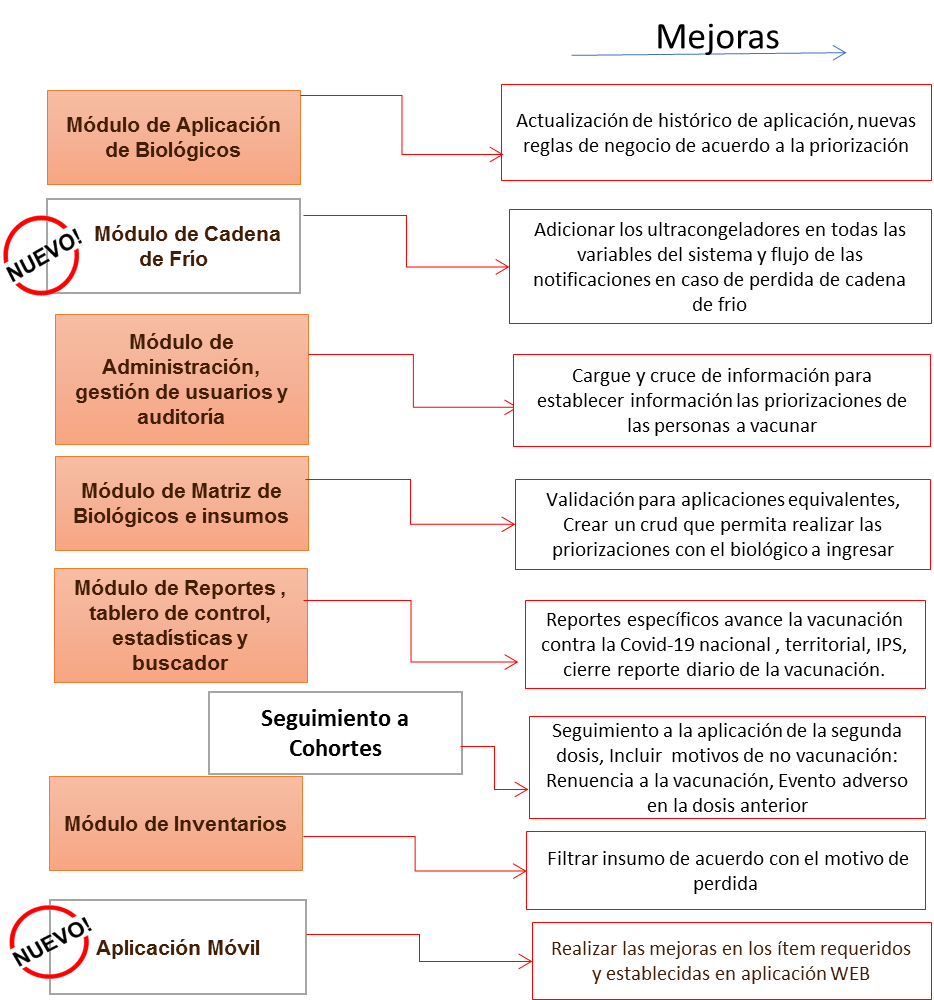 Mejoras
Módulo de Aplicación
de Biológicos
Actualización de histórico de aplicación, nuevas
reglas de negocio de acuerdo a la priorización
NUEVO!
Módulo de Cadena
de Frío
Adicionar los ultracongeladores en todas las
variables del sistema y flujo de las
notificaciones en caso de perdida de cadena
de frio
Módulo de
Administración,
gestión de usuarios y
auditoría
Cargue y cruce de información para
establecer información las priorizaciones de
las personas a vacunar
Módulo de Matriz de
Biológicos e insumos
Validación para aplicaciones equivalentes,
Crear un crud que permita realizar las
priorizaciones con el biológico a ingresar
Módulo de Reportes ,
tablero de control,
estadísticas y
buscador
Reportes específicos avance la vacunación
contra la Covid-19 nacional , territorial, IPS,
cierre reporte diario de la vacunación.
Seguimiento a
Cohortes
Seguimiento a la aplicación de la segunda
dosis, Incluir motivos de no vacunación:
Renuencia a la vacunación, Evento adverso
en la dosis anterior
Módulo de Inventarios
Filtrar insumo de acuerdo con el motivo de
perdida
NUEVO!
Aplicación Móvil
Realizar las mejoras en los ítem requeridos
y establecidas en aplicación WEB